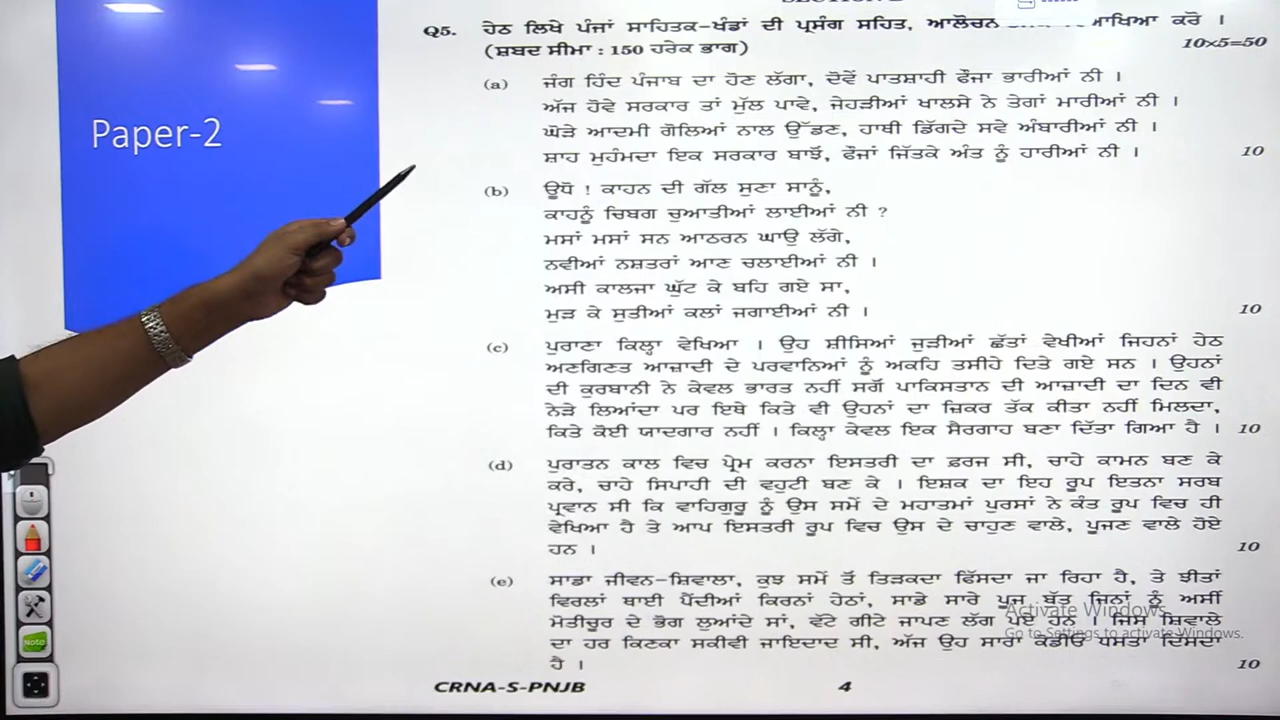 Paper-2
Q5. ਹੇਠ ਲਿਖੇ ਪੰਜਾਂ ਸਾਹਿਤਕ-ਖੰਡਾਂ ਦੀ ਪ੍ਰਸੰਗ ਸਹਿਤ, ਆਲੋਚਨ ਕਰੋ ।
(ਸ਼ਬਦ ਸੀਮਾ : 150 ਹਰੇਕ ਭਾਗ) 10×5=50
(a) ਜੰਗ ਹਿੰਦ ਪੰਜਾਬ ਦਾ ਹੋਣ ਲੱਗਾ, ਦੋਵੇਂ ਪਾਤਸ਼ਾਹੀ ਫੌਜਾ ਭਾਰੀਆਂ ਨੀ ।
ਅੱਜ ਹੋਵੇ ਸਰਕਾਰ ਤਾਂ ਮੁੱਲ ਪਾਵੇ, ਜੇਹੜੀਆਂ ਖਾਲਸੇ ਨੇ ਤੇਗਾਂ ਮਾਰੀਆਂ ਨੀ ।
ਘੋੜੇ ਆਦਮੀ ਗੋਲਿਆਂ ਨਾਲ ਉੱਡਣ, ਹਾਥੀ ਡਿੱਗਦੇ ਸਵੇ ਅੰਬਾਰੀਆਂ ਨੀ ।
ਸ਼ਾਹ ਮੁਹੰਮਦਾ ਇਕ ਸਰਕਾਰ ਬਾਝੋਂ, ਫੌਜਾਂ ਜਿੱਤਕੇ ਅੰਤ ਨੂੰ ਹਾਰੀਆਂ ਨੀ । 10
(b) ਊਧੋ ! ਕਾਹਨ ਦੀ ਗੱਲ ਸੁਣਾ ਸਾਨੂੰ,
ਕਾਹਨੂੰ ਚਿਬਗ ਚੁਆਤੀਆਂ ਲਾਈਆਂ ਨੀ ?
ਮਸਾਂ ਮਸਾਂ ਸਨ ਆਠਰਨ ਘਾਉ ਲੱਗੇ,
ਨਵੀਆਂ ਨਸ਼ਤਰਾਂ ਆਣ ਚਲਾਈਆਂ ਨੀ ।
ਅਸੀ ਕਾਲਜਾ ਘੁੱਟ ਕੇ ਬਹਿ ਗਏ ਸਾ,
ਮੁੜ ਕੇ ਸੁਤੀਆਂ ਕਲਾਂ ਜਗਾਈਆਂ ਨੀ । 10
(c) ਪੁਰਾਣਾ ਕਿਲ੍ਹਾ ਵੇਖਿਆ । ਉਹ ਸ਼ੀਸਿਆਂ ਜੁੜੀਆਂ ਛੱਤਾਂ ਵੇਖੀਆਂ ਜਿਹਨਾਂ ਹੇਠ
ਅਣਗਿਣਤ ਆਜ਼ਾਦੀ ਦੇ ਪਰਵਾਨਿਆਂ ਨੂੰ ਅਕਹਿ ਤਸੀਹੇ ਦਿਤੇ ਗਏ ਸਨ । ਉਹਨਾਂ
ਦੀ ਕੁਰਬਾਨੀ ਨੇ ਕੇਵਲ ਭਾਰਤ ਨਹੀਂ ਸਗੋਂ ਪਾਕਿਸਤਾਨ ਦੀ ਆਜ਼ਾਦੀ ਦਾ ਦਿਨ ਵੀ
ਨੇੜੇ ਲਿਆਂਦਾ ਪਰ ਇਥੇ ਕਿਤੇ ਵੀ ਉਹਨਾਂ ਦਾ ਜ਼ਿਕਰ ਤੱਕ ਕੀਤਾ ਨਹੀਂ ਮਿਲਦਾ,
ਕਿਤੇ ਕੋਈ ਯਾਦਗਾਰ ਨਹੀਂ । ਕਿਲ੍ਹਾ ਕੇਵਲ ਇਕ ਸੈਰਗਾਹ ਬਣਾ ਦਿੱਤਾ ਗਿਆ ਹੈ । 10
(d) ਪੁਰਾਤਨ ਕਾਲ ਵਿਚ ਪ੍ਰੇਮ ਕਰਨਾ ਇਸਤਰੀ ਦਾ ਫ਼ਰਜ ਸੀ, ਚਾਹੇ ਕਾਮਨ ਬਣ ਕੇ
ਕਰੇ, ਚਾਹੇ ਸਿਪਾਹੀ ਦੀ ਵਹੁਟੀ ਬਣ ਕੇ । ਇਸ਼ਕ ਦਾ ਇਹ ਰੂਪ ਇਤਨਾ ਸਰਬ
ਪ੍ਰਵਾਨ ਸੀ ਕਿ ਵਾਹਿਗੁਰੂ ਨੂੰ ਉਸ ਸਮੇਂ ਦੇ ਮਹਾਤਮਾਂ ਪੁਰਸਾਂ ਨੇ ਕੰਤ ਰੂਪ ਵਿਚ ਹੀ
ਵੇਖਿਆ ਹੈ ਤੇ ਆਪ ਇਸਤਰੀ ਰੂਪ ਵਿਚ ਉਸ ਦੇ ਚਾਹੁਣ ਵਾਲੇ, ਪੂਜਣ ਵਾਲੇ ਹੋਏ
ਹਨ । 10
(e) ਸਾਡਾ ਜੀਵਨ-ਸ਼ਿਵਾਲਾ, ਕੁਝ ਸਮੇਂ ਤੋਂ ਤਿੜਕਦਾ ਫਿੱਸਦਾ ਜਾ ਰਿਹਾ ਹੈ, ਤੇ ਝੀਤਾਂ
ਵਿਰਲਾਂ ਥਾਈ ਪੈਂਦੀਆਂ ਕਿਰਨਾਂ ਹੇਠਾਂ, ਸਾਡੇ ਸਾਰੇ ਪੂਜ ਬੁੱਤ ਜਿਨਾਂ ਨੂੰ ਅਸੀਂ
ਮੋਤੀਚੂਰ ਦੇ ਭੋਗ ਲੁਆਂਦੇ ਸਾਂ, ਵੱਟੇ ਗੀਟੇ ਜਾਪਣ ਲੱਗ ਪਏ ਹਨ । ਜਿਸ ਸ਼ਿਵਾਲੇ
ਦਾ ਹਰ ਕਿਣਕਾ ਸਕੀਵੀ ਜਾਇਦਾਦ ਸੀ, ਅੱਜ ਉਹ ਸਾਰਾ ਦਿਸਦਾ
ਹੈ । 10
Activate Windows
Go to Settings to activate Windows.
Note
CRNA-S-PNJB 4